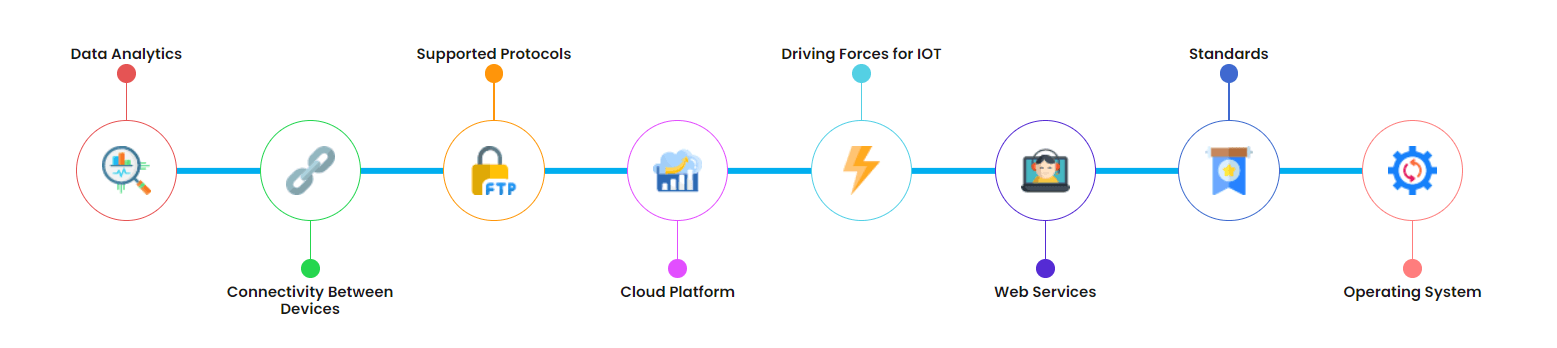 Data Analytics
Supported Protocols
Driving Forces for IOT
Standards
FTP
Connectivity Between
Devices
Cloud Platform
Web Services
Operating System